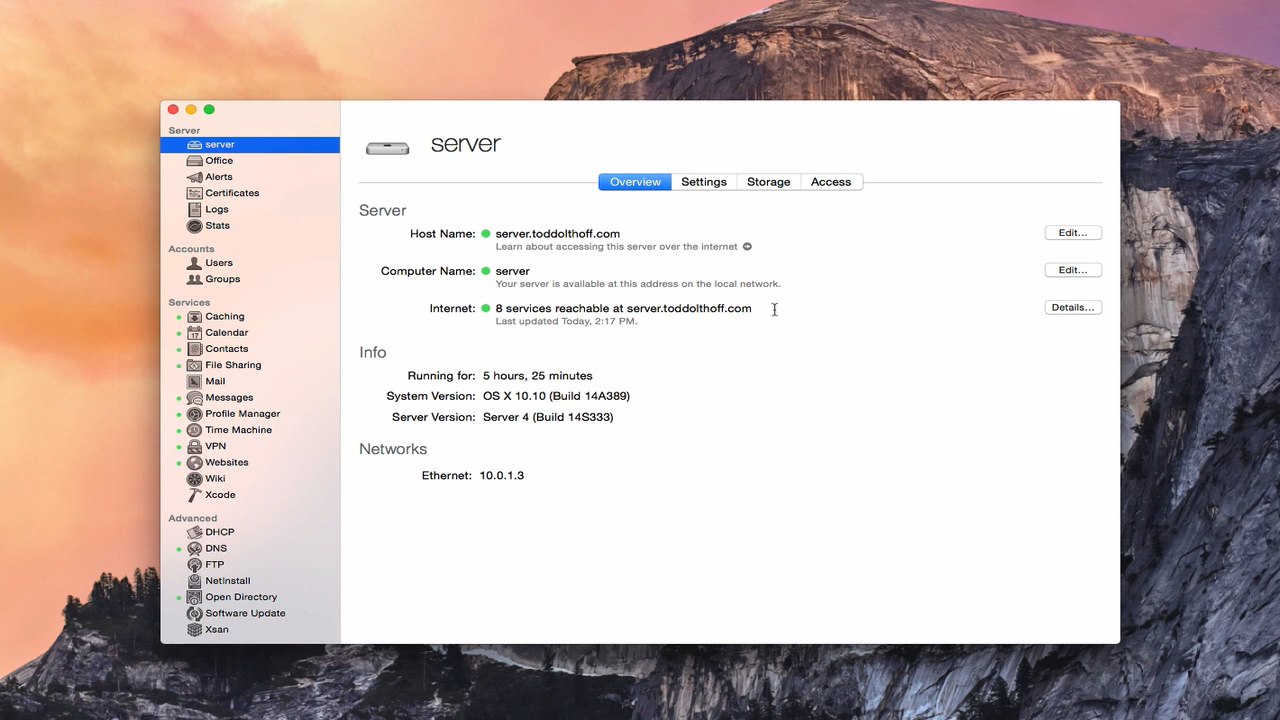 Server
server
Office
Alerts
Certificates
Logs
Stats
Accounts
Users
Groups
Services
Caching
17
Calendar
Contacts
File Sharing
Mail
Messages
Profile Manager
Time Machine
VPN
Websites
Wiki
Xcode
Advanced
DHCP
DNS
FTP
NetInstall
Open Directory
Software Update
Xsan
server
Overview Settings Storage Access
Server
Host Name: server.toddolthoff.com Edit...
Learn about accessing this server over the internet
Computer Name: server Edit...
Your server is available at this address on the local network.
Internet: 8 services reachable at server.toddolthoff.com Details...
Last updated Today, 2:17 PM.
Info
Running for: 5 hours, 25 minutes
System Version: OS X 10.10 (Build 14A389)
Server Version: Server 4 (Build 14S333)
Networks
Ethernet: 10.0.1.3